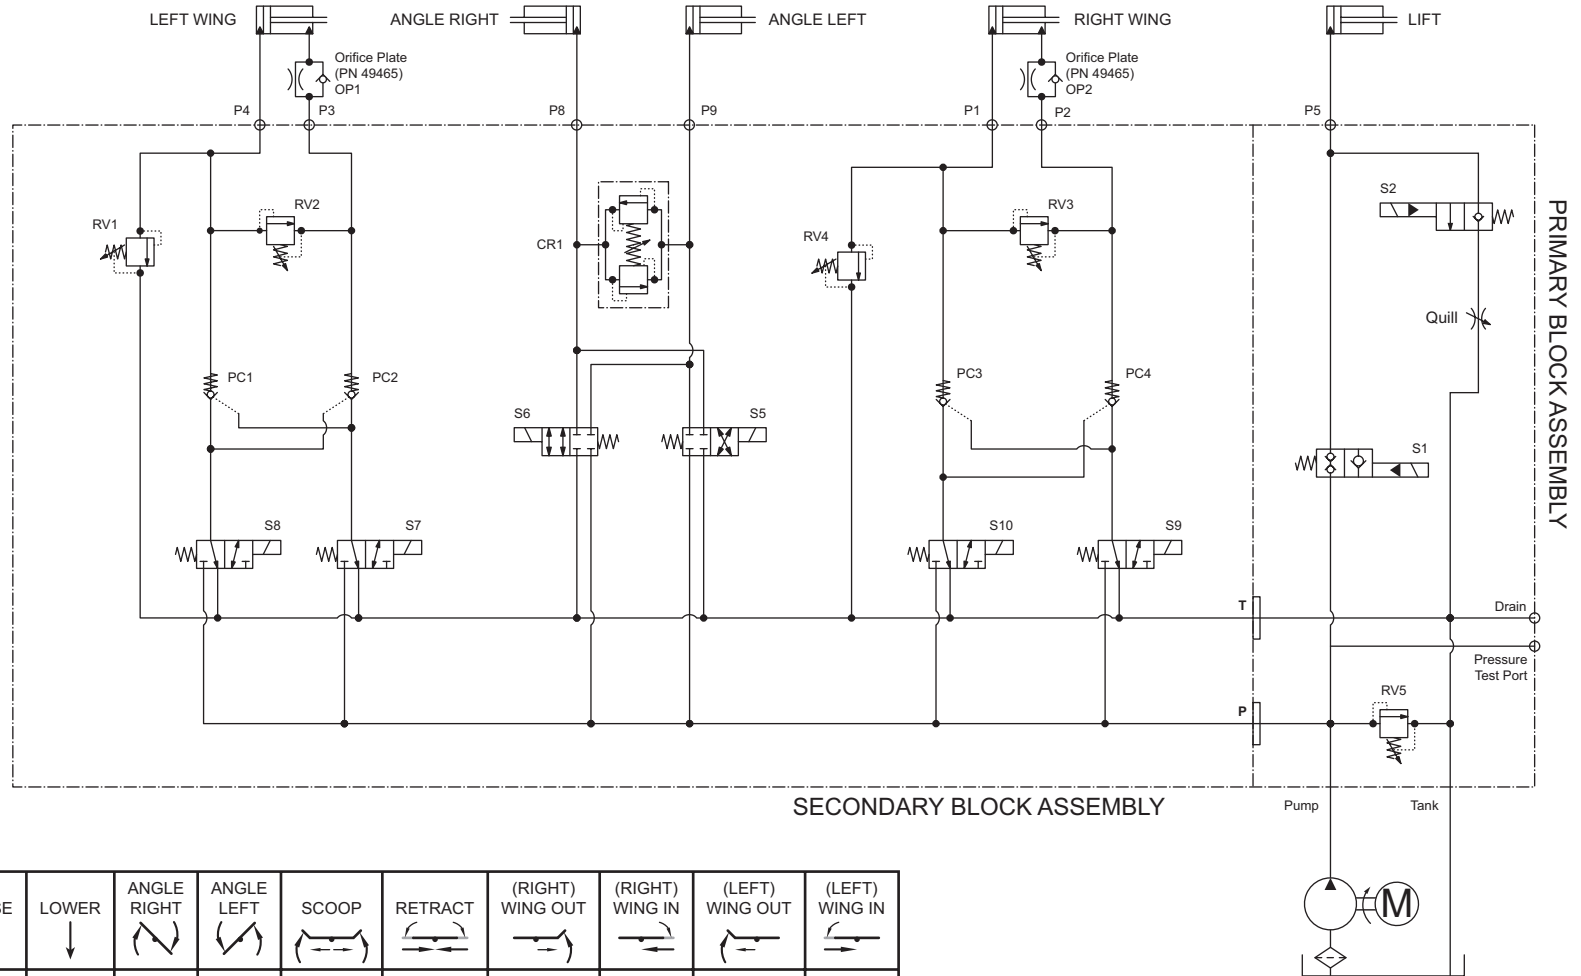 LEFT WING
ANGLE RIGHT
ANGLE LEFT
RIGHT WING
LIFT
Orifice Plate
(PN 49465)
OP1
Orifice Plate
(PN 49465)
OP2
P4
P3
P8
P9
P1
P2
P5
RV1
RV2
CR1
RV4
RV3
S2
Quill
PC1
PC2
PC3
PC4
S6
S5
S1
S8
S7
S10
S9
T
Drain
Pressure
Test Port
P
RV5
PRIMARY BLOCK ASSEMBLY
SECONDARY BLOCK ASSEMBLY
Pump
Tank
M
SE
LOWER
ANGLE
RIGHT
ANGLE
LEFT
SCOOP
RETRACT
(RIGHT)
WING OUT
(RIGHT)
WING IN
(LEFT)
WING OUT
(LEFT)
WING IN